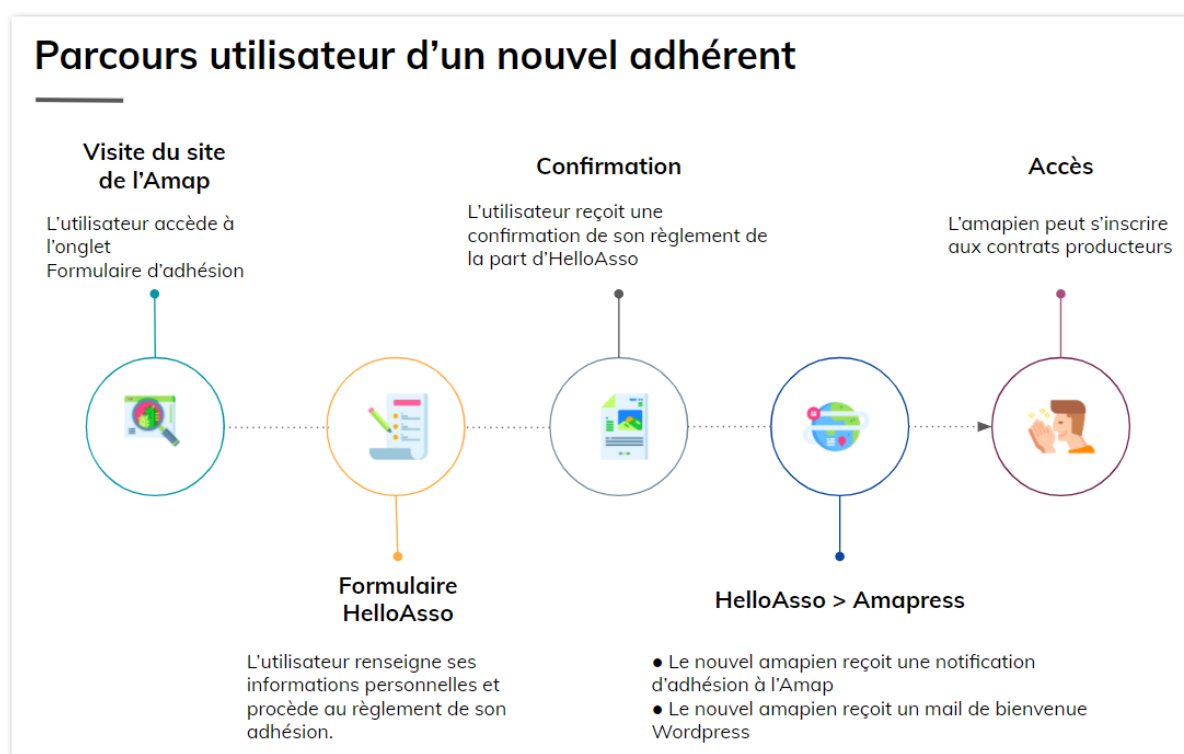 Parcours utilisateur d’un nouvel adhérent
Visite du site
de l’Amap
L’utilisateur accède à
l’onglet
Formulaire d’adhésion
Formulaire
HelloAsso
L’utilisateur renseigne ses
informations personnelles et
procède au règlement de son
adhésion.
Confirmation
L’utilisateur reçoit une
confirmation de son règlement de
la part d’HelloAsso
HelloAsso > Amapress
● Le nouvel amapien reçoit une notification
d’adhésion à l’Amap
● Le nouvel amapien reçoit un mail de bienvenue
Wordpress
Accès
L’amapien peut s’inscrire
aux contrats producteurs